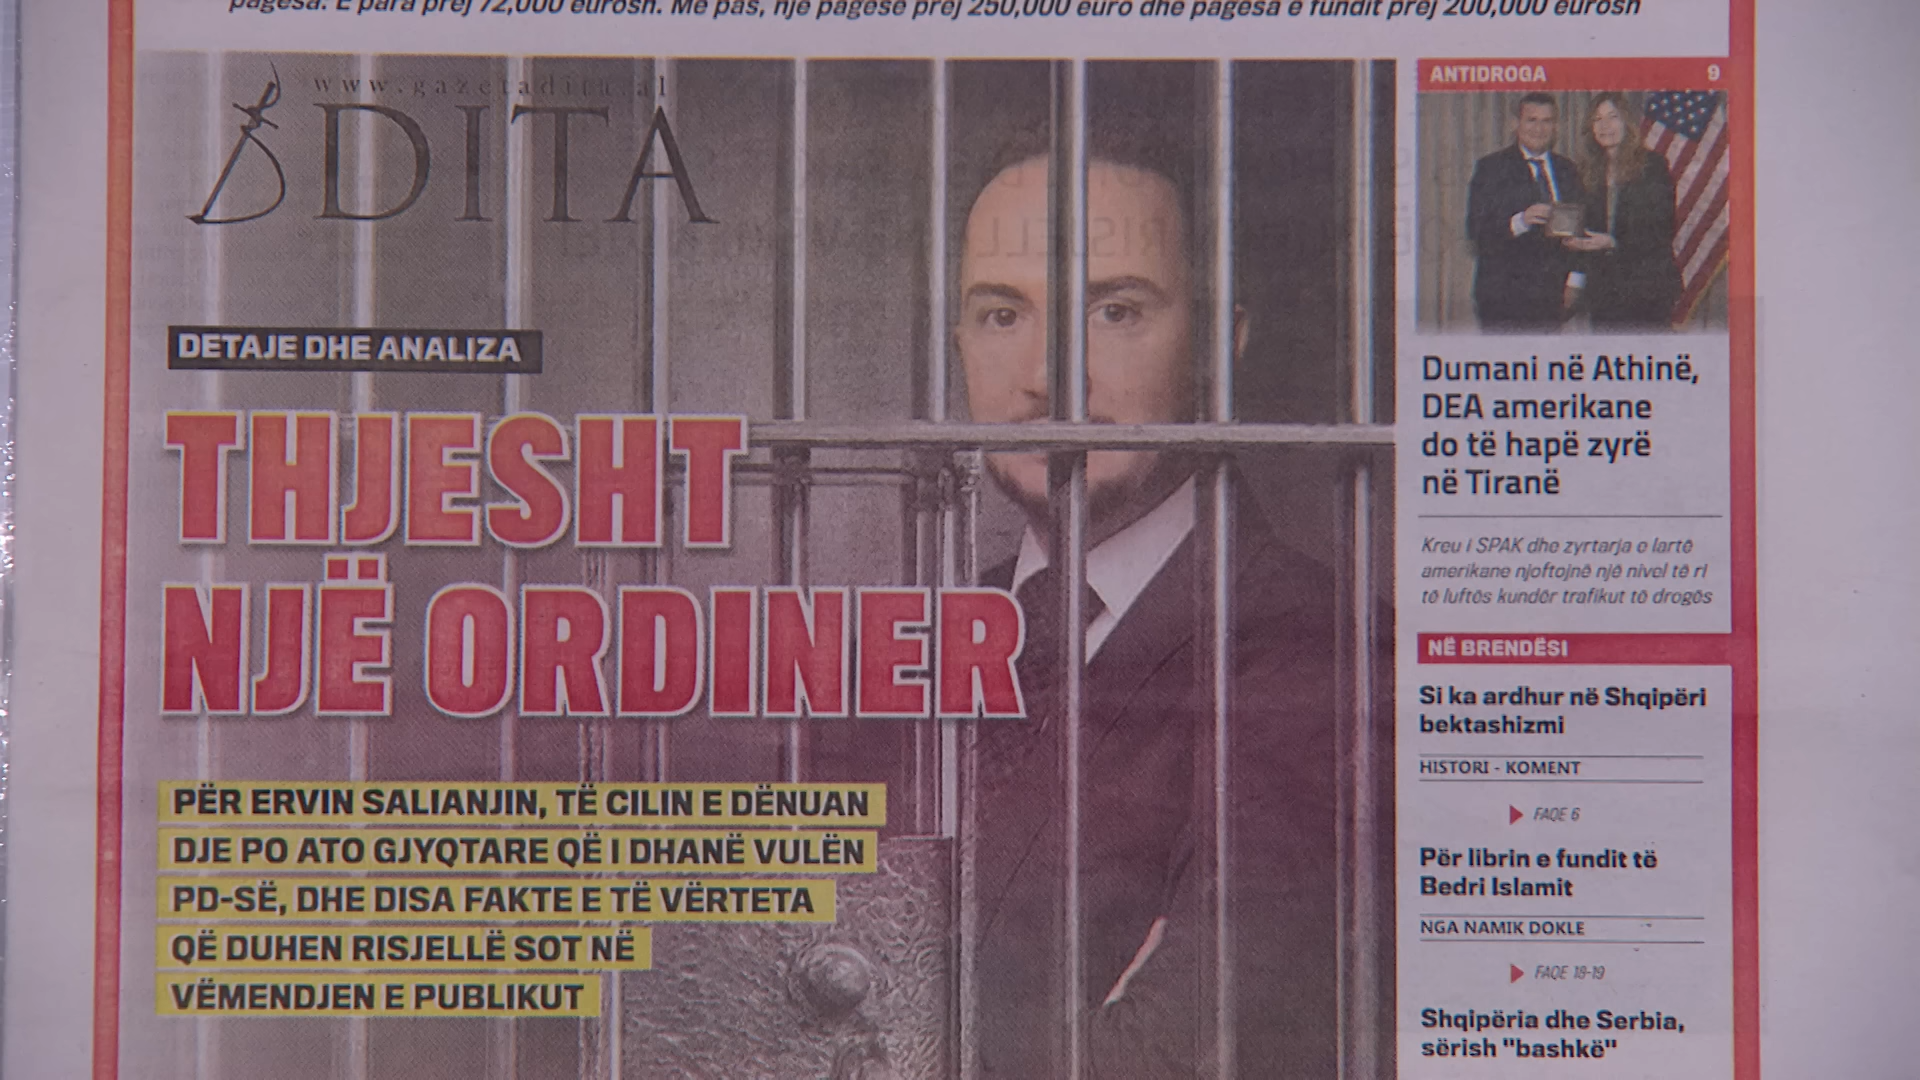 pagesa. E para prej 72,000 eurosh. Më pas, një pagesë prej 250,000 euro dhe pagesa e fundit prej 200,000 eurosh
www.gazetadita.al
DITA
DETAJE DHE ANALIZA
THJESHT
NJË ORDINER
PËR ERVIN SALIANJIN, TË CILIN E DËNUAN
DJE PO ATO GJYQTARE QË I DHANË VULËN
PD-SË, DHE DISA FAKTE E TË VËRTETA
QË DUHEN RISJELLË SOT NË
VËMENDJEN E PUBLIKUT
ANTIDROGA 9
Dumani në Athinë,
DEA amerikane
do të hapë zyrë
në Tiranë
Kreu i SPAK dhe zyrtarja e lartë
amerikane njoftojnë një nivel të ri
të luftës kundër trafikut të drogës
NË BRENDËSI
Si ka ardhur në Shqipëri
bektashizmi
HISTORI - KOMENT
FAQE 6
Për librin e fundit të
Bedri Islamit
NGA NAMIK DOKLE
FAQE 18-19
Shqipëria dhe Serbia,
sërish "bashkë"